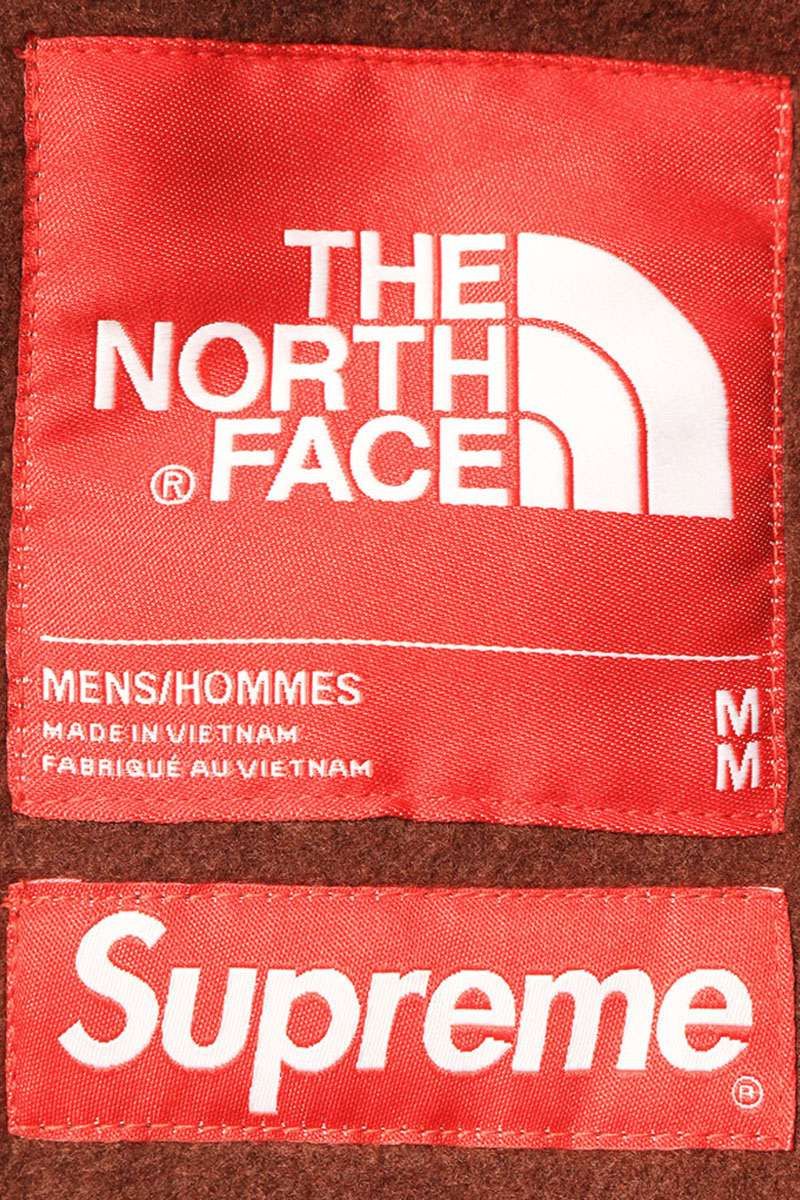 THE
NORTH
® FACE
MENS/HOMMES M
MADE IN VIETNAM
FABRIQUÉ AU VIETNAM M
Supreme ®